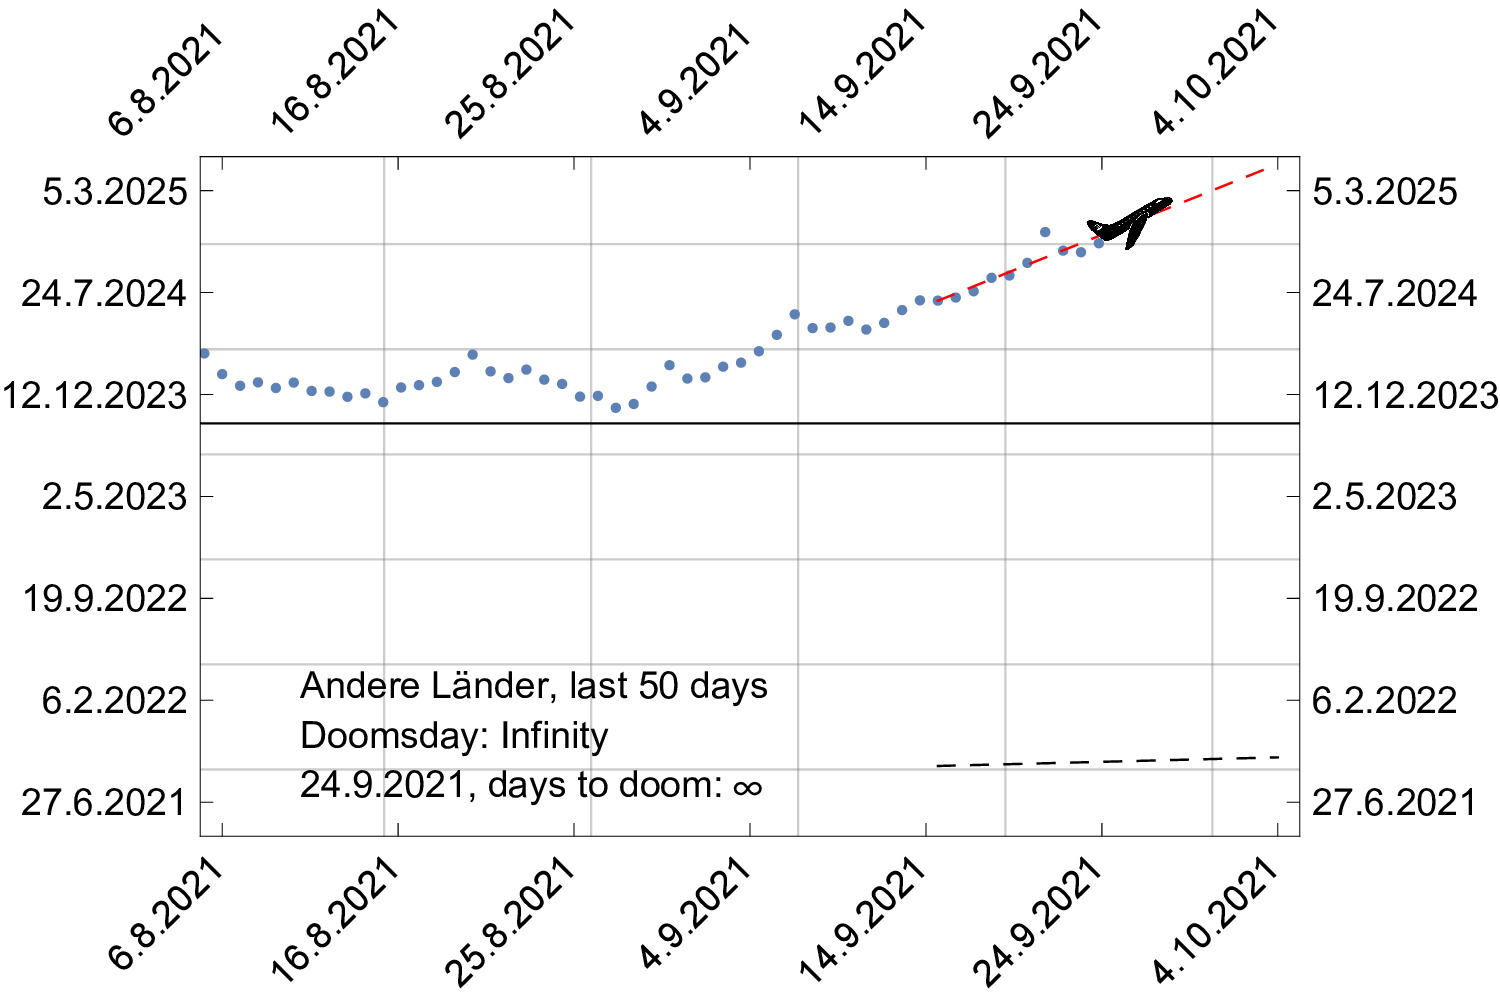 6.8.2021 16.8.2021 25.8.2021 4.9.2021 14.9.2021 24.9.2021 4.10.2021
5.3.2025 5.3.2025
24.7.2024 24.7.2024
12.12.2023 12.12.2023
2.5.2023 2.5.2023
19.9.2022 19.9.2022
Andere Länder, last 50 days
6.2.2022 6.2.2022
Doomsday: Infinity
24.9.2021, days to doom: ∞
27.6.2021 27.6.2021
6.8.2021 16.8.2021 25.8.2021 4.9.2021 14.9.2021 24.9.2021 4.10.2021